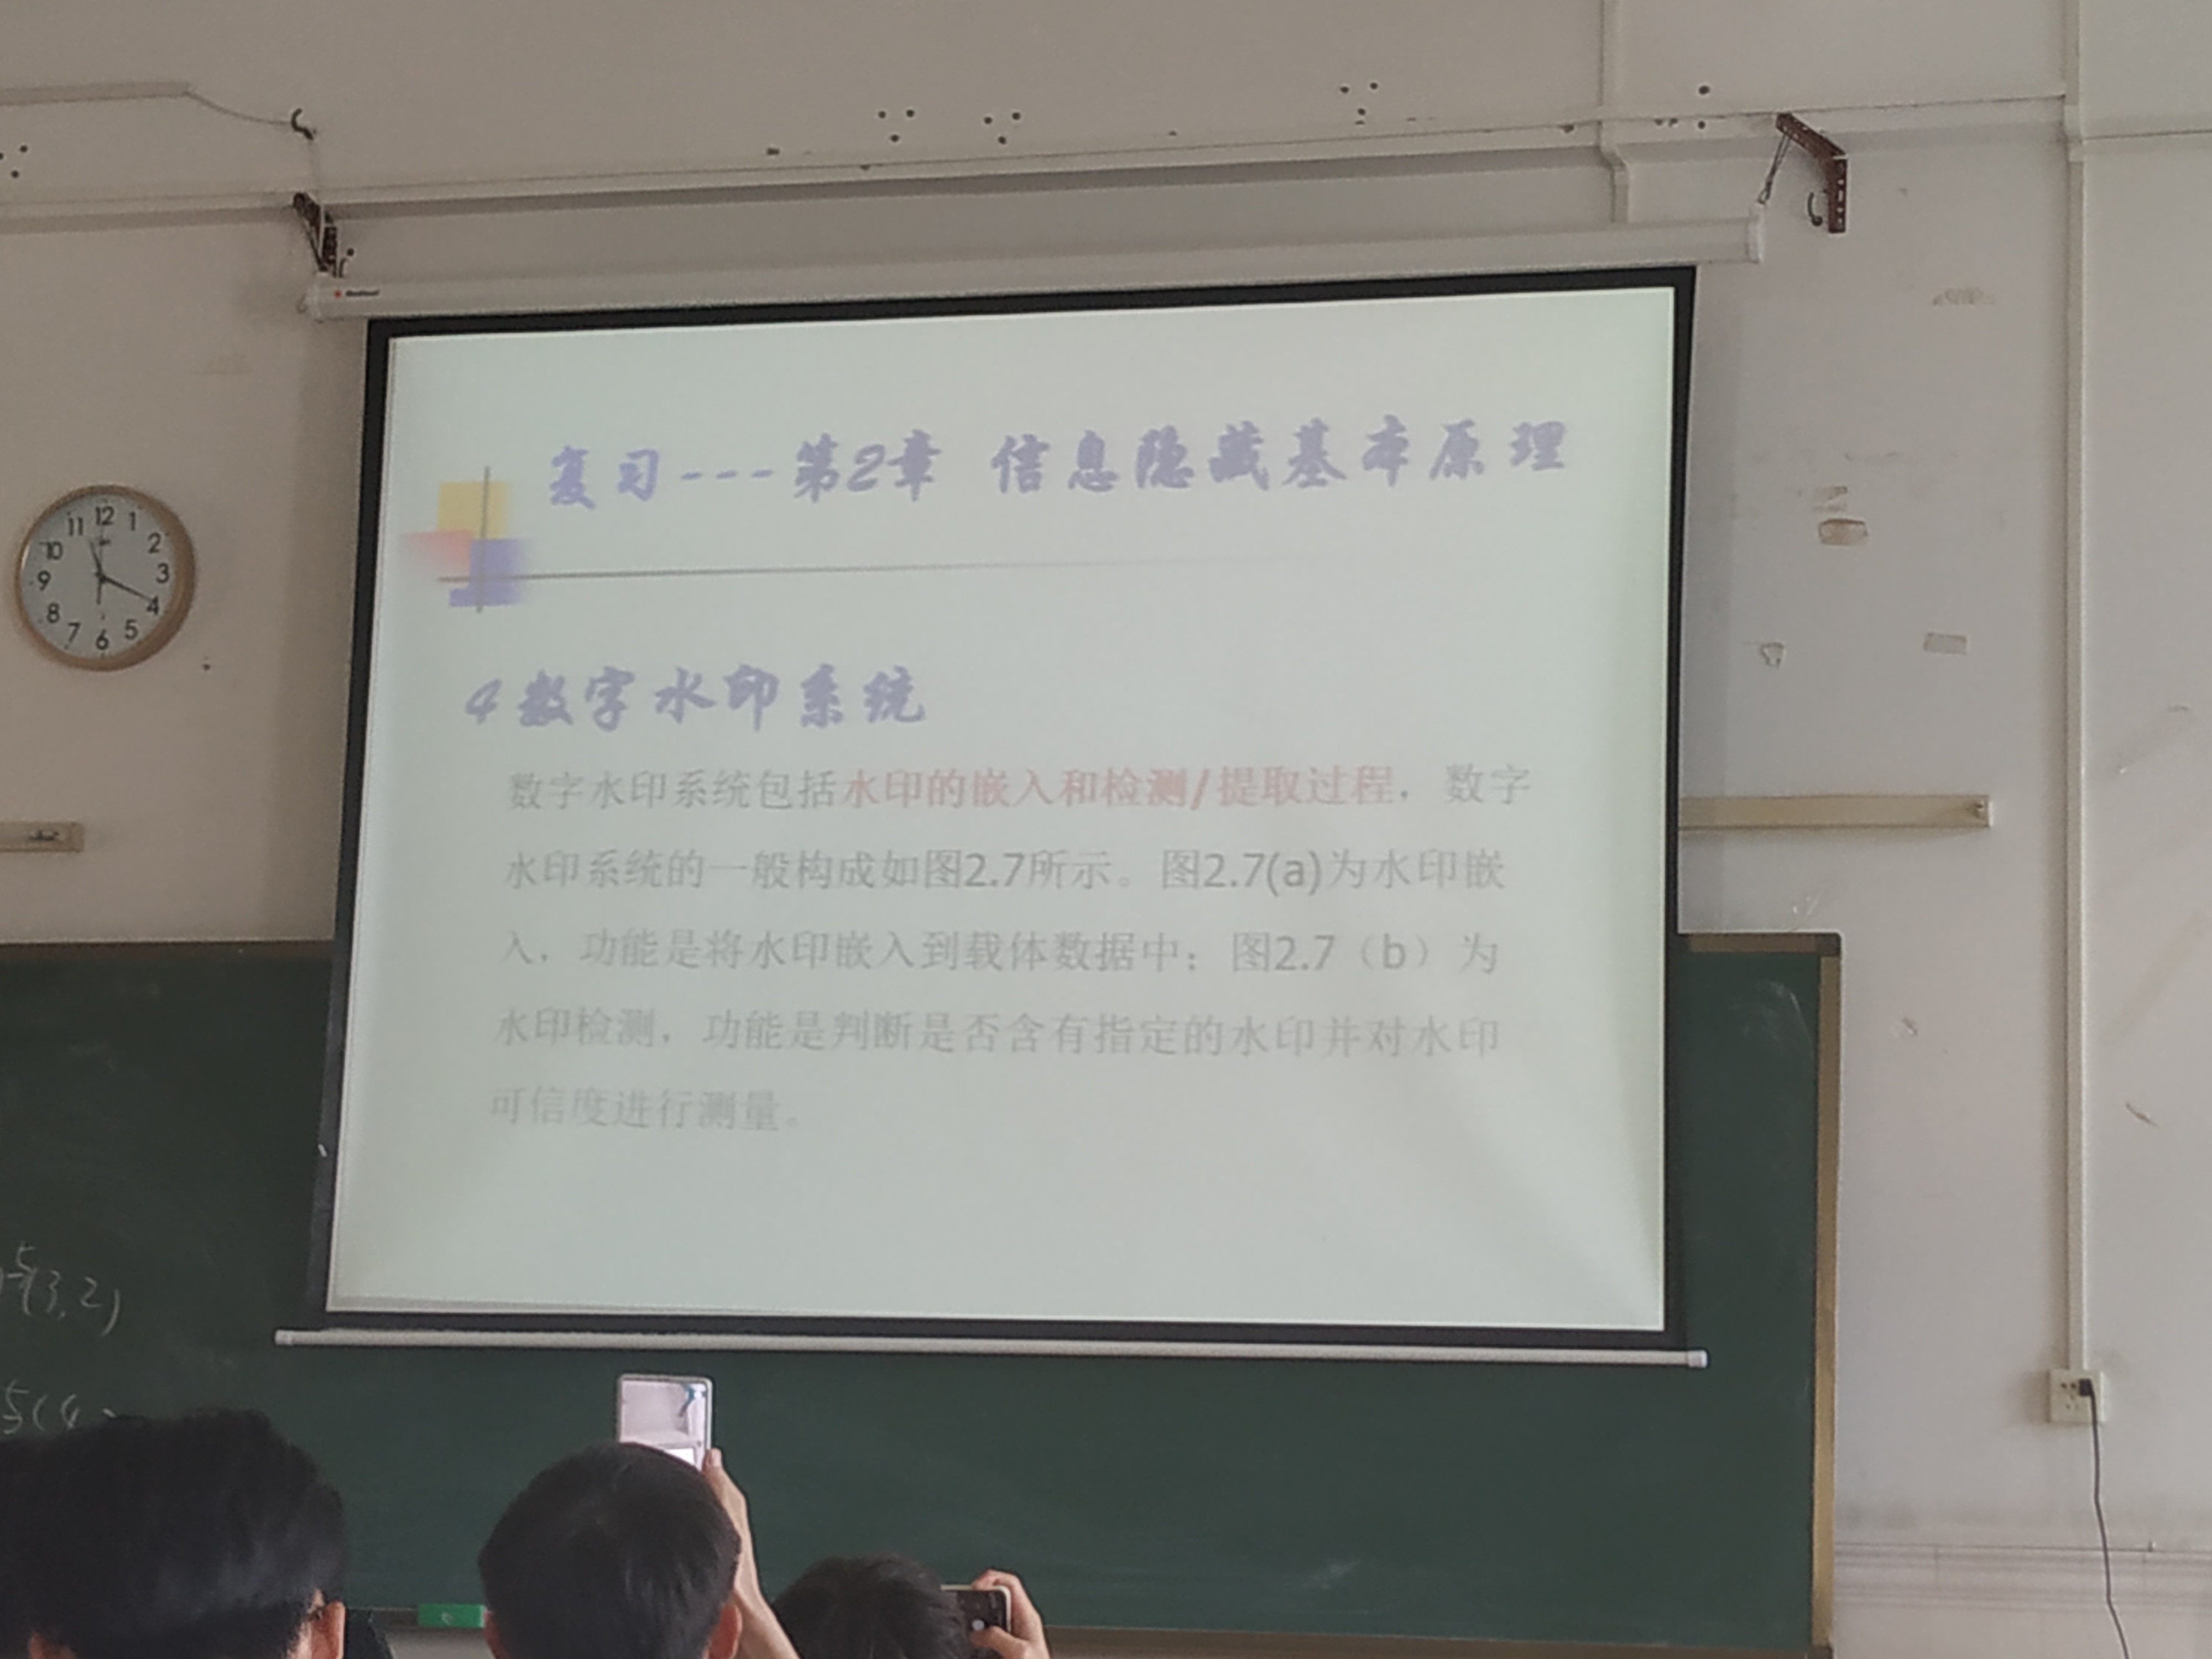 复习---第2章 信息隐藏基本原理
4 数字水印系统
数字水印系统包括水印的嵌入和检测/提取过程，数字
水印系统的一般构成如图2.7所示。图2.7(a)为水印嵌
入，功能是将水印嵌入到载体数据中；图2.7（b）为
水印检测，功能是判断是否含有指定的水印并对水印
可信度进行测量。
12
1
2
3
4
5
6
7
8
9
10
11
(3,2)
5(4